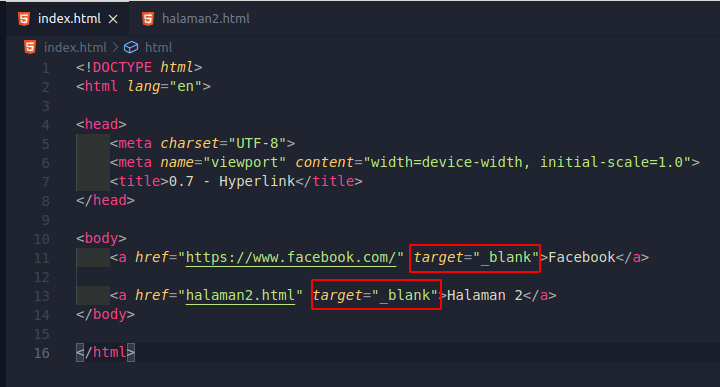 index.html × halaman2.html
index.html > html
1 <!DOCTYPE html>
2 <html lang="en">
3
4 <head>
5     <meta charset="UTF-8">
6     <meta name="viewport" content="width=device-width, initial-scale=1.0">
7     <title>0.7 - Hyperlink</title>
8 </head>
9
10 <body>
11     <a href="https://www.facebook.com/" target="_blank">Facebook</a>
12
13     <a href="halaman2.html" target="_blank">Halaman 2</a>
14 </body>
15
16 </html>